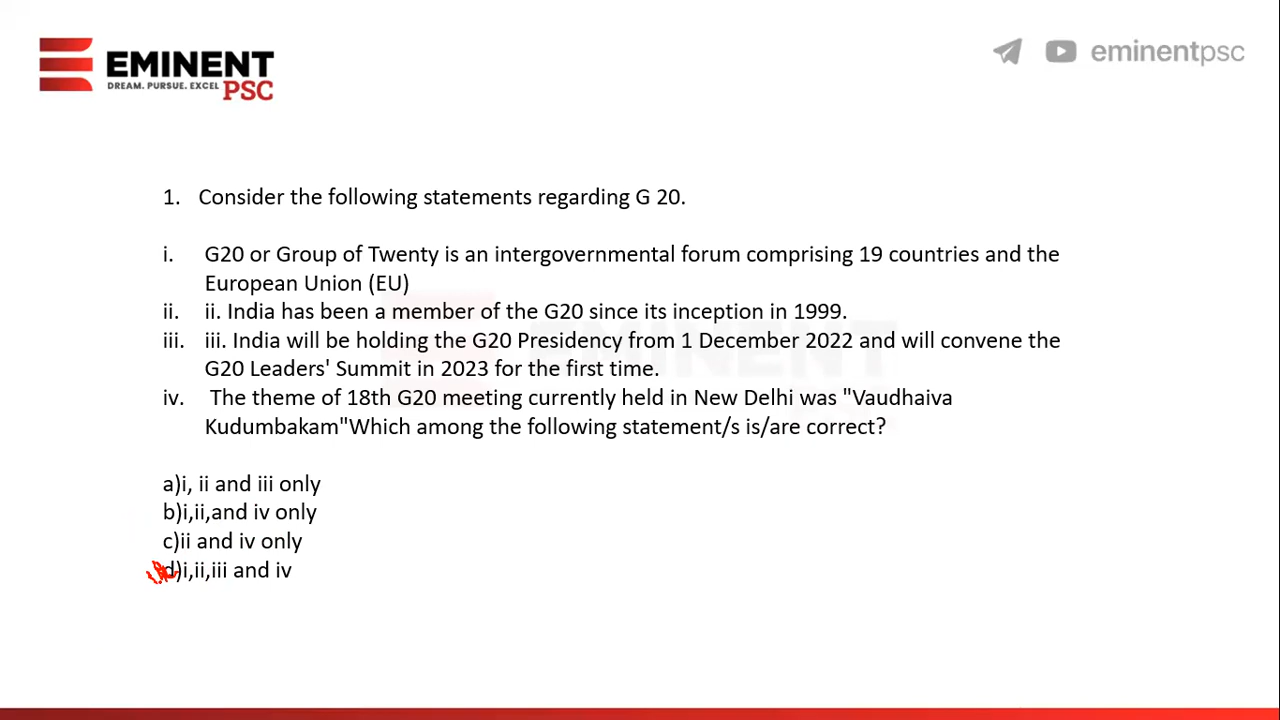 EMINENT
DREAM. PURSUE. EXCEL
PSC
eminentpsc
1. Consider the following statements regarding G 20.
i. G20 or Group of Twenty is an intergovernmental forum comprising 19 countries and the
European Union (EU)
ii. ii. India has been a member of the G20 since its inception in 1999.
iii. iii. India will be holding the G20 Presidency from 1 December 2022 and will convene the
G20 Leaders' Summit in 2023 for the first time.
iv. The theme of 18th G20 meeting currently held in New Delhi was "Vaudhaiva
Kudumbakam"Which among the following statement/s is/are correct?
a)i, ii and iii only
b)i,ii,and iv only
c)ii and iv only
d)i,ii,iii and iv
EMINENT